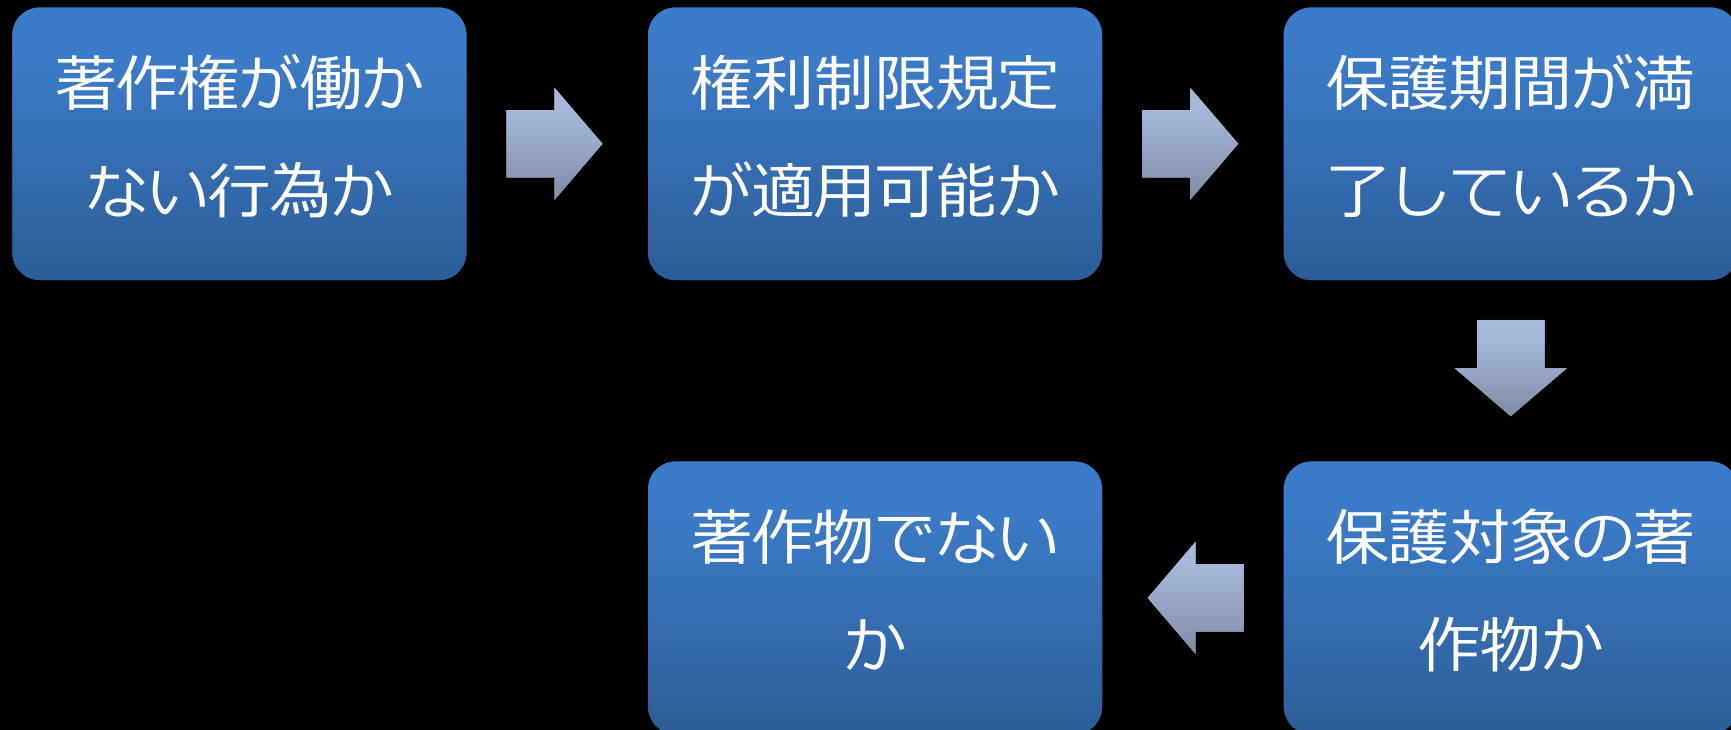 著作権が働か
ない行為か
権利制限規定
が適用可能か
保護期間が満
了しているか
保護対象の著
作物か
著作物でない
か